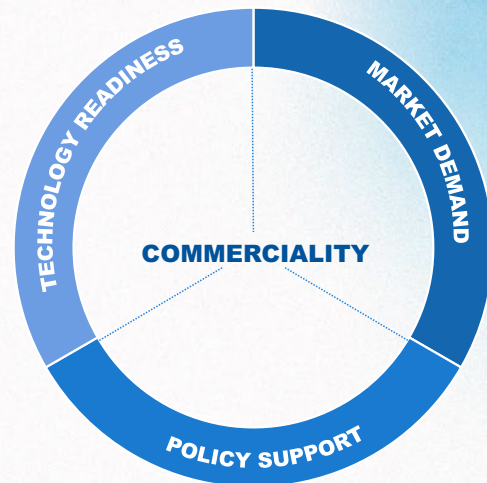 TECHNOLOGY READINESS
MARKET DEMAND
COMMERCIALITY
POLICY SUPPORT